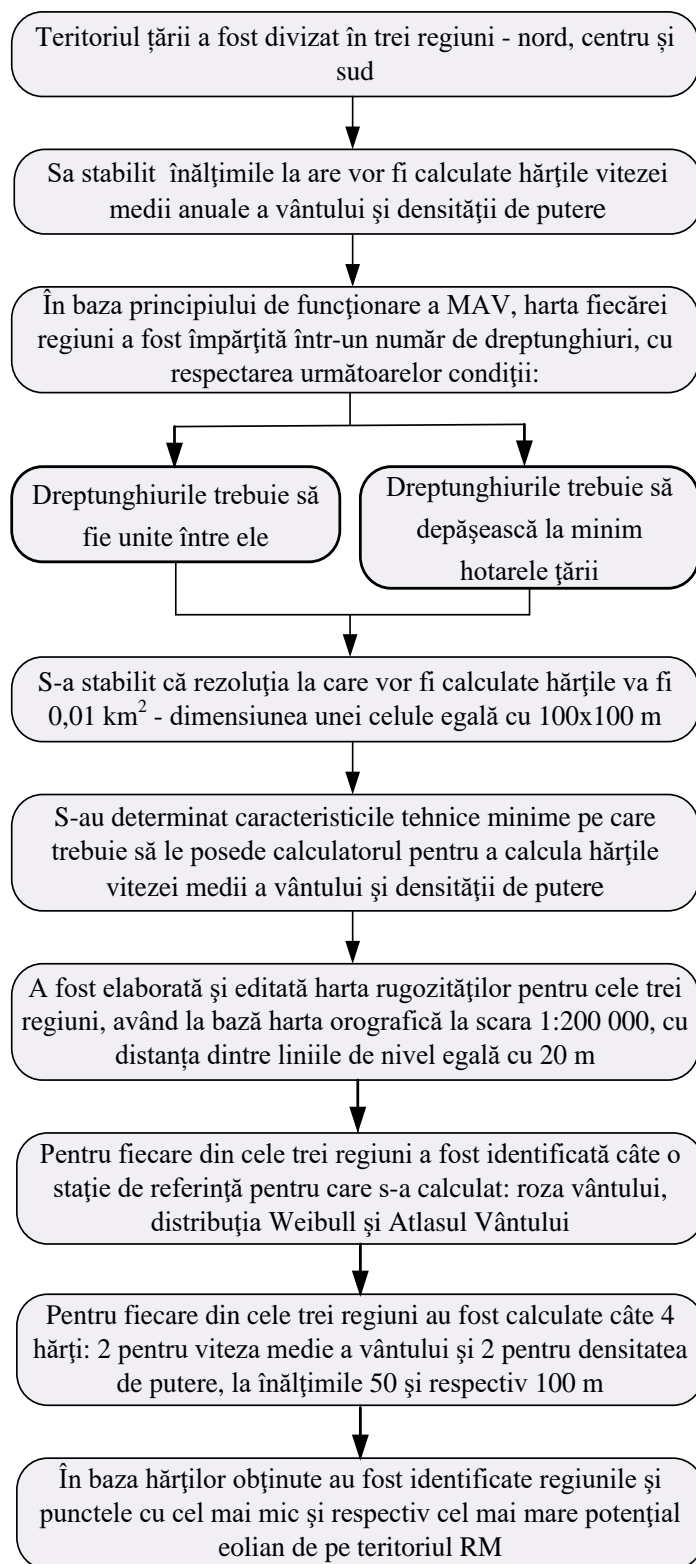 Teritoriul țării a fost divizat în trei regiuni - nord, centru și
sud
Sa stabilit înălţimile la are vor fi calculate hărţile vitezei
medii anuale a vântului şi densităţii de putere
În baza principiului de funcţionare a MAV, harta fiecărei
regiuni a fost împărţită într-un număr de dreptunghiuri, cu
respectarea următoarelor condiţii:
Dreptunghiurile trebuie să
fie unite între ele
Dreptunghiurile trebuie să
depăşească la minim
hotarele ţării
S-a stabilit că rezoluţia la care vor fi calculate hărţile va fi
0,01 km² - dimensiunea unei celule egală cu 100x100 m
S-au determinat caracteristicile tehnice minime pe care
trebuie să le posede calculatorul pentru a calcula hărţile
vitezei medii a vântului şi densităţii de putere
A fost elaborată şi editată harta rugozităţilor pentru cele trei
regiuni, având la bază harta orografică la scara 1:200 000, cu
distanța dintre liniile de nivel egală cu 20 m
Pentru fiecare din cele trei regiuni a fost identificată câte o
staţie de referinţă pentru care s-a calculat: roza vântului,
distribuţia Weibull şi Atlasul Vântului
Pentru fiecare din cele trei regiuni au fost calculate câte 4
hărţi: 2 pentru viteza medie a vântului şi 2 pentru densitatea
de putere, la înălţimile 50 şi respectiv 100 m
În baza hărţilor obţinute au fost identificate regiunile şi
punctele cu cel mai mic şi respectiv cel mai mare potenţial
eolian de pe teritoriul RM